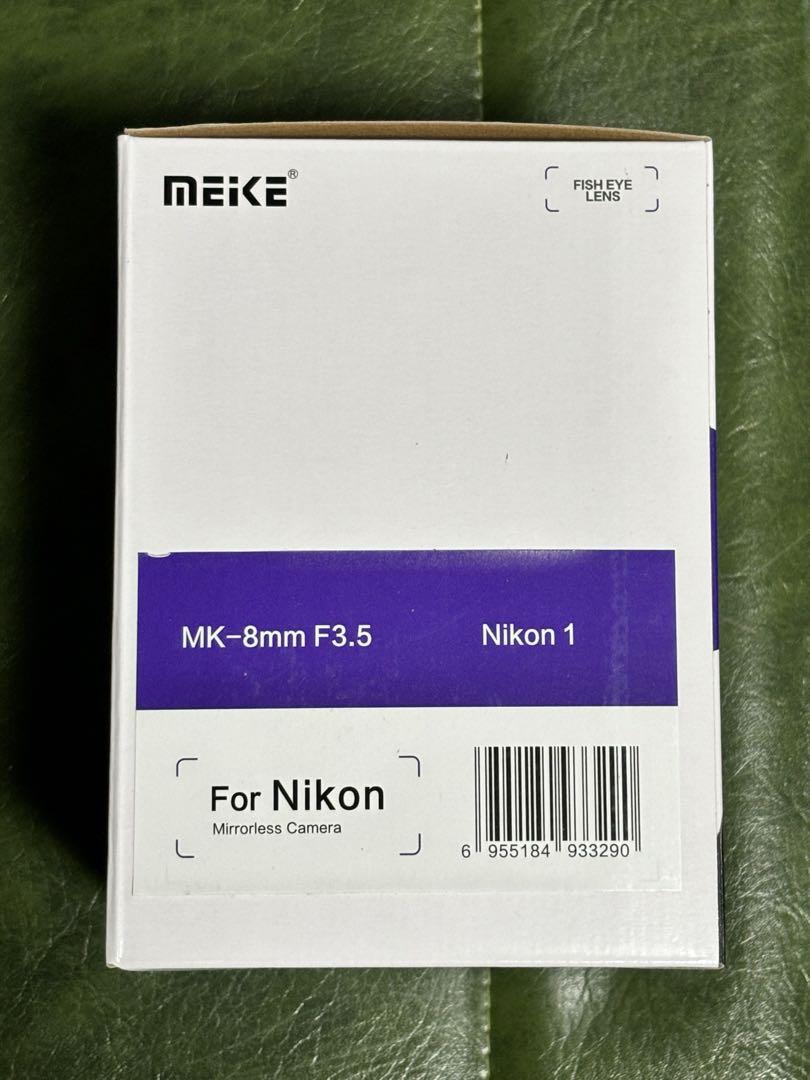 MEIKE®
FISH EYE
LENS
MK-8mm F3.5
Nikon 1
For Nikon
Mirrorless Camera
6 955184 933290